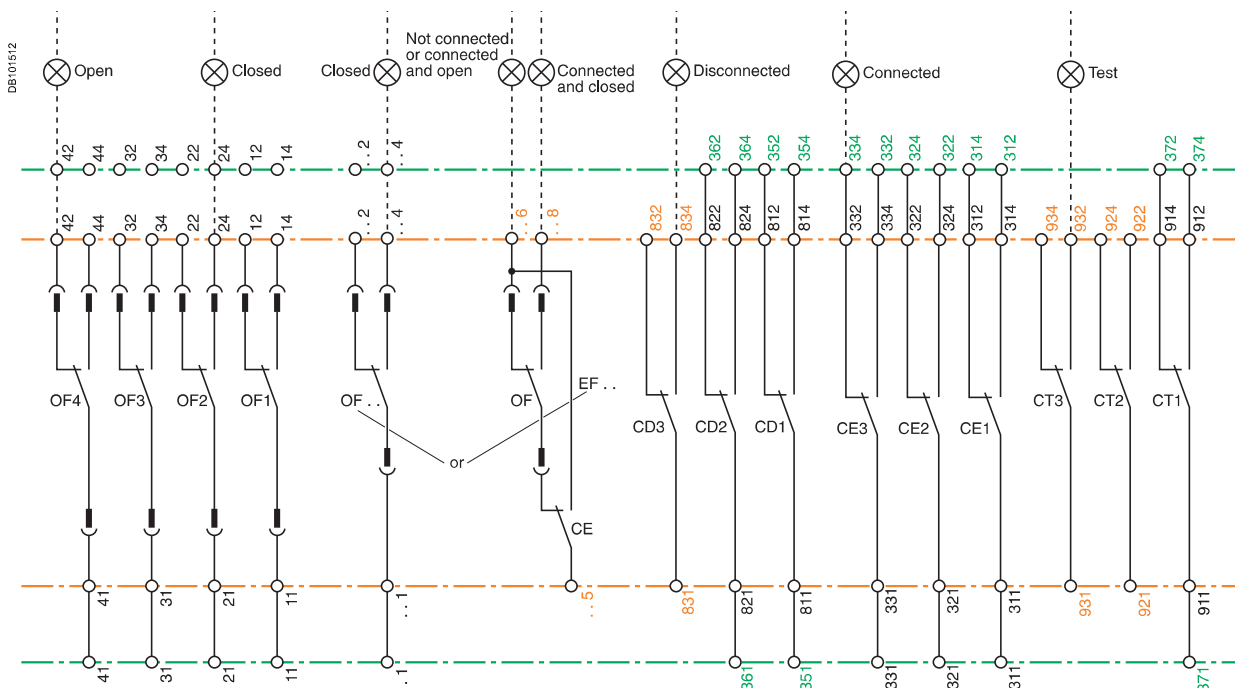 DB101512
Open
Closed
Closed
Not connected
or connected
and open
Connected
and closed
Disconnected
Connected
Test
42 44 32 34 22 24 12 14 . . 2 . . 4 362 364 352 354 334 332 324 322 314 312 372 374
42 44 32 34 22 24 12 14 . . 2 . . 4 . . 6 . . 8 832 834 822 824 812 814 332 334 322 324 312 314 934 932 924 922 914 912
OF4 OF3 OF2 OF1 OF . . OF EF . . CD3 CD2 CD1 CE3 CE2 CE1 CT3 CT2 CT1
or
CE
41 31 21 11 . . 1 . . 5 831 821 811 331 321 311 931 921 911
41 31 21 11 . . 1 361 351 331 321 311 371